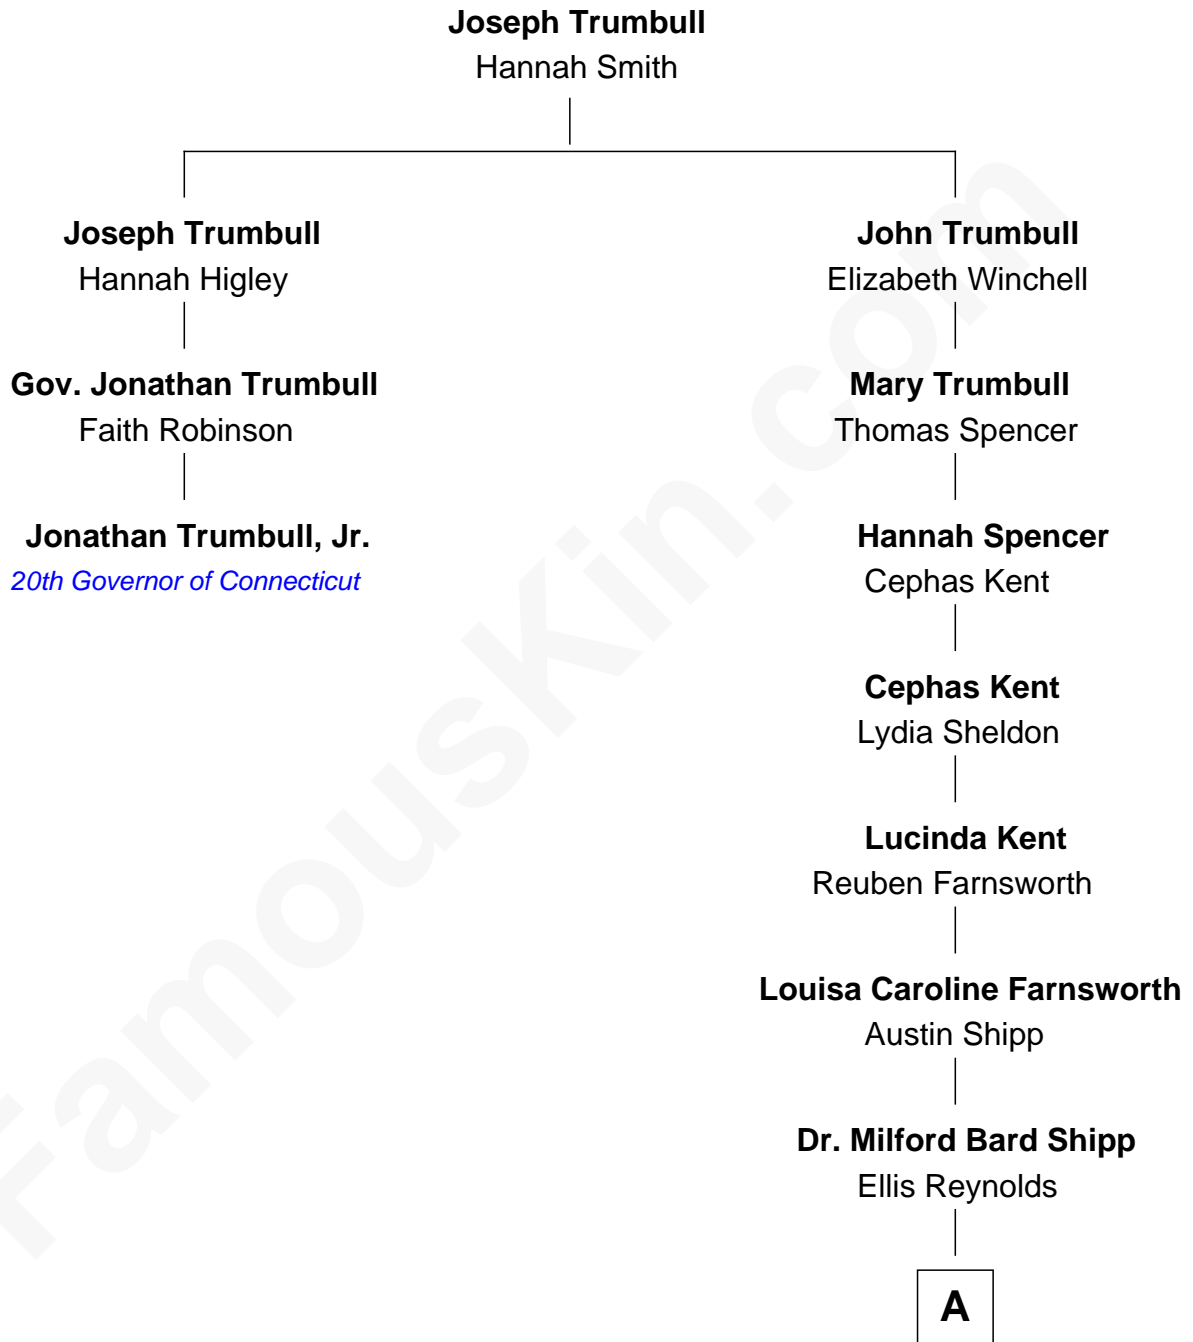 Joseph Trumbull
Hannah Smith
Joseph Trumbull
Hannah Higley
John Trumbull
Elizabeth Winchell
Gov. Jonathan Trumbull
Faith Robinson
Mary Trumbull
Thomas Spencer
Jonathan Trumbull, Jr.
20th Governor of Connecticut
Hannah Spencer
Cephas Kent
Cephas Kent
Lydia Sheldon
Lucinda Kent
Reuben Farnsworth
Louisa Caroline Farnsworth
Austin Shipp
Dr. Milford Bard Shipp
Ellis Reynolds
A
FamousKin.com